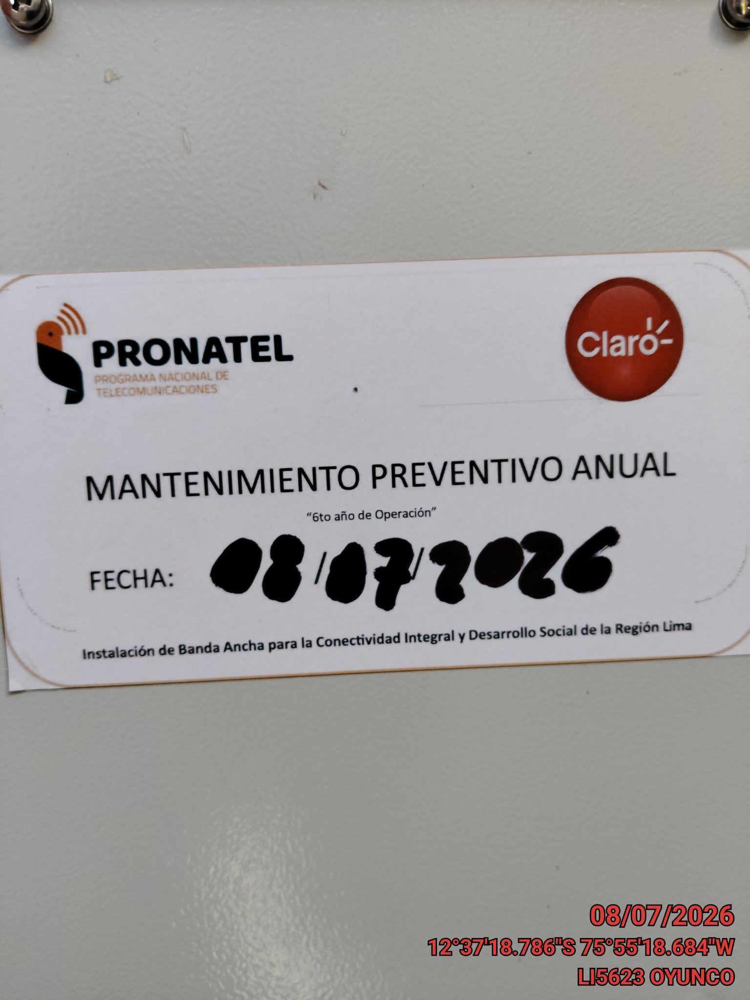 PRONATEL
PROGRAMA NACIONAL DE
TELECOMUNICACIONES
Claro
MANTENIMIENTO PREVENTIVO ANUAL
“6to año de Operación”
FECHA: 08/07/2026
Instalación de Banda Ancha para la Conectividad Integral y Desarrollo Social de la Región Lima
08/07/2026
12°37'18.786"S 75°55'18.684"W
LI5623 OYUNCO